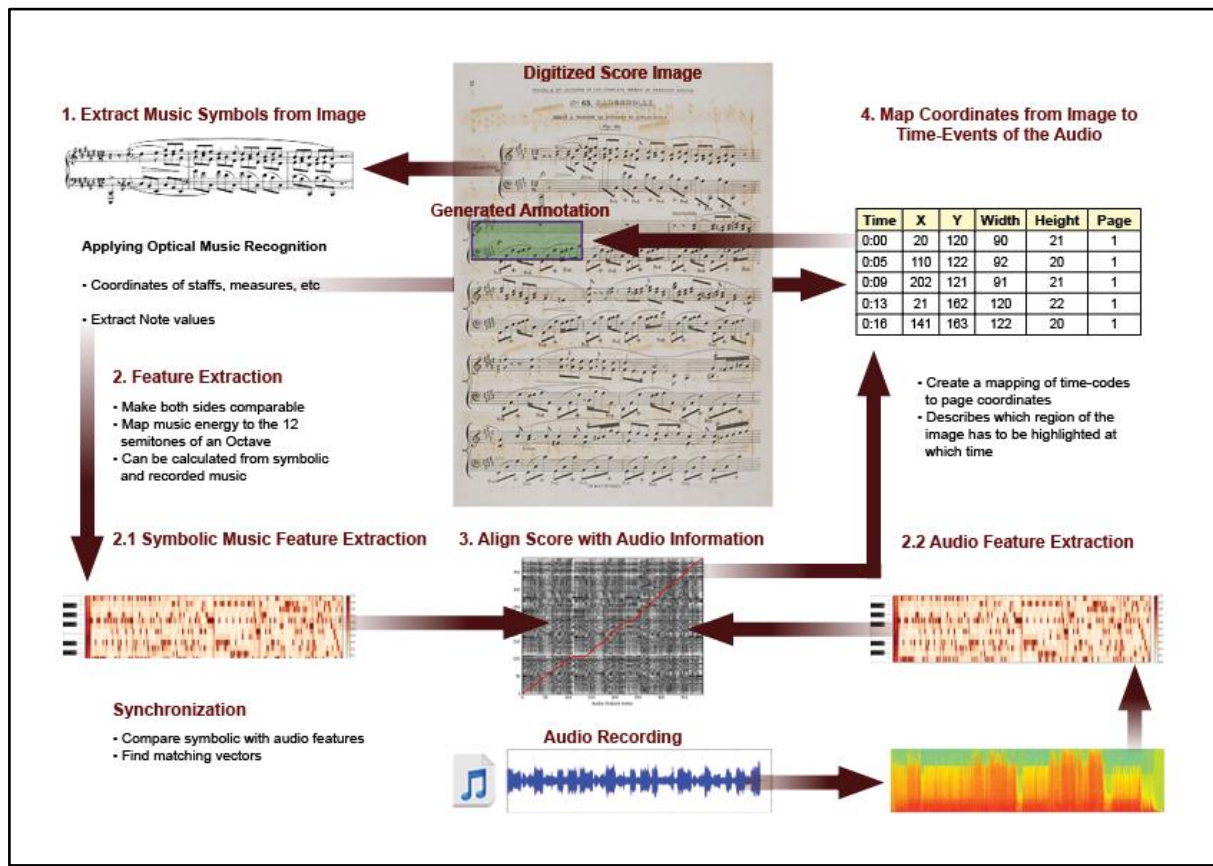 Digitized Score Image
1. Extract Music Symbols from Image
4. Map Coordinates from Image to
Time-Events of the Audio
Generated Annotation
Applying Optical Music Recognition
- Coordinates of staffs, measures, etc
- Extract Note values
Time X Y Width Height Page
0:00 20 120 90 21 1
0:05 110 122 92 20 1
0:09 202 121 91 21 1
0:13 21 162 120 22 1
0:16 141 163 122 20 1
2. Feature Extraction
- Make both sides comparable
- Map music energy to the 12
semitones of an Octave
- Can be calculated from symbolic
and recorded music
- Create a mapping of time-codes
to page coordinates
- Describes which region of the
image has to be highlighted at
which time
2.1 Symbolic Music Feature Extraction
3. Align Score with Audio Information
2.2 Audio Feature Extraction
Audio Feature Index
Synchronization
- Compare symbolic with audio features
- Find matching vectors
Audio Recording